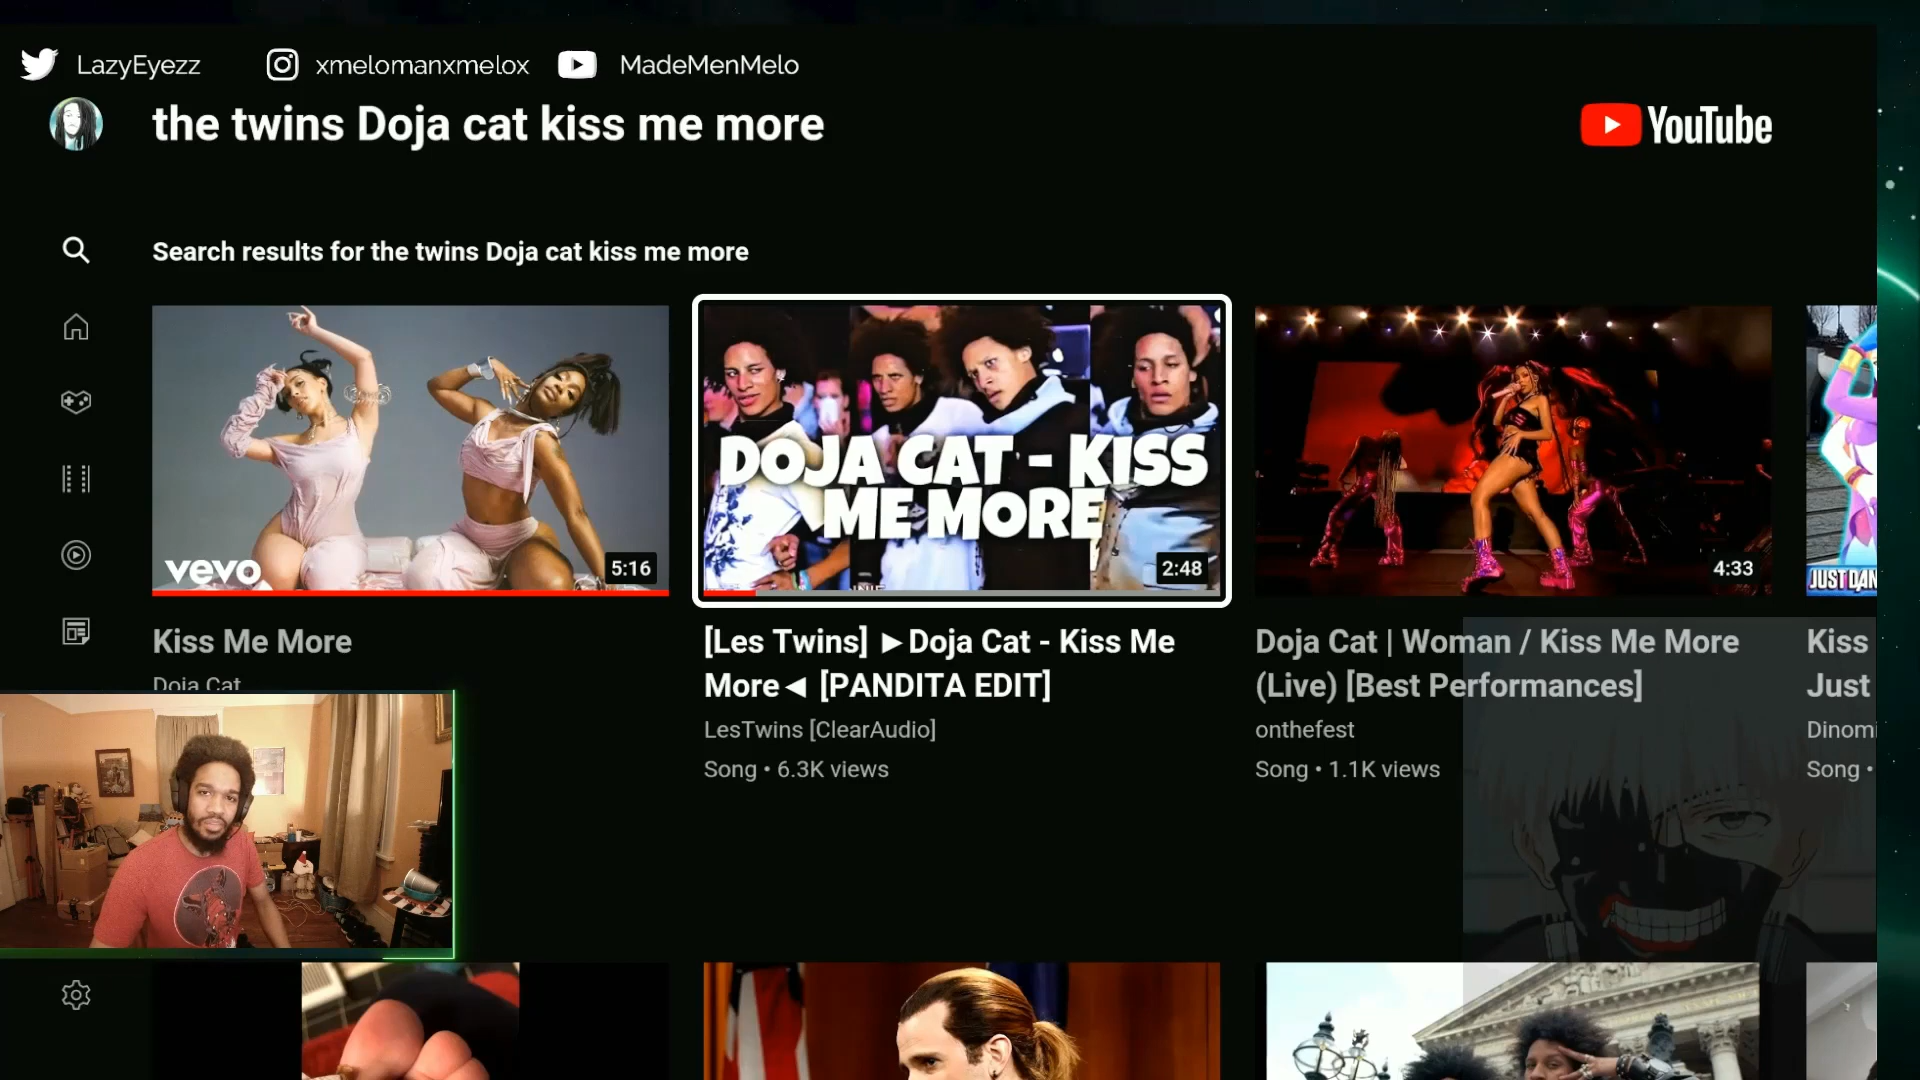 LazyEyezz
xmelomanxmelox
MadeMenMelo
the twins Doja cat kiss me more
YouTube
Search results for the twins Doja cat kiss me more
vevo
5:16
DOJA CAT - KISS
ME MORE
2:48
4:33
JUST DAN
Kiss Me More
Doja Cat
[Les Twins] ►Doja Cat - Kiss Me
More◄ [PANDITA EDIT]
LesTwins [ClearAudio]
Song • 6.3K views
Doja Cat | Woman / Kiss Me More
(Live) [Best Performances]
onthefest
Song • 1.1K views
Kiss
Just
Dinom
Song •